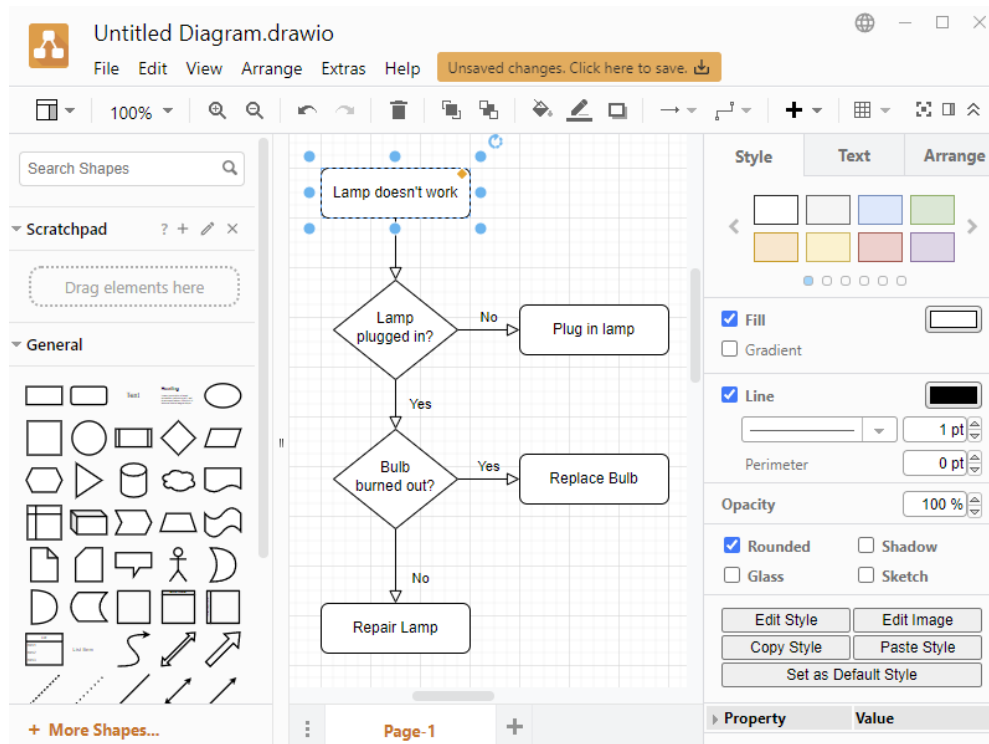 Untitled Diagram.drawio
File Edit View Arrange Extras Help Unsaved changes. Click here to save.
100%
Search Shapes
Scratchpad ?
Drag elements here
General
Text
Heading
List Item
+ More Shapes...
Lamp doesn't work
Lamp
plugged in?
No
Plug in lamp
Yes
Bulb
burned out?
Yes
Replace Bulb
No
Repair Lamp
Page-1
Style Text Arrange
Fill
Gradient
Line
1 pt
Perimeter 0 pt
Opacity 100 %
Rounded Shadow
Glass Sketch
Edit Style Edit Image
Copy Style Paste Style
Set as Default Style
Property Value